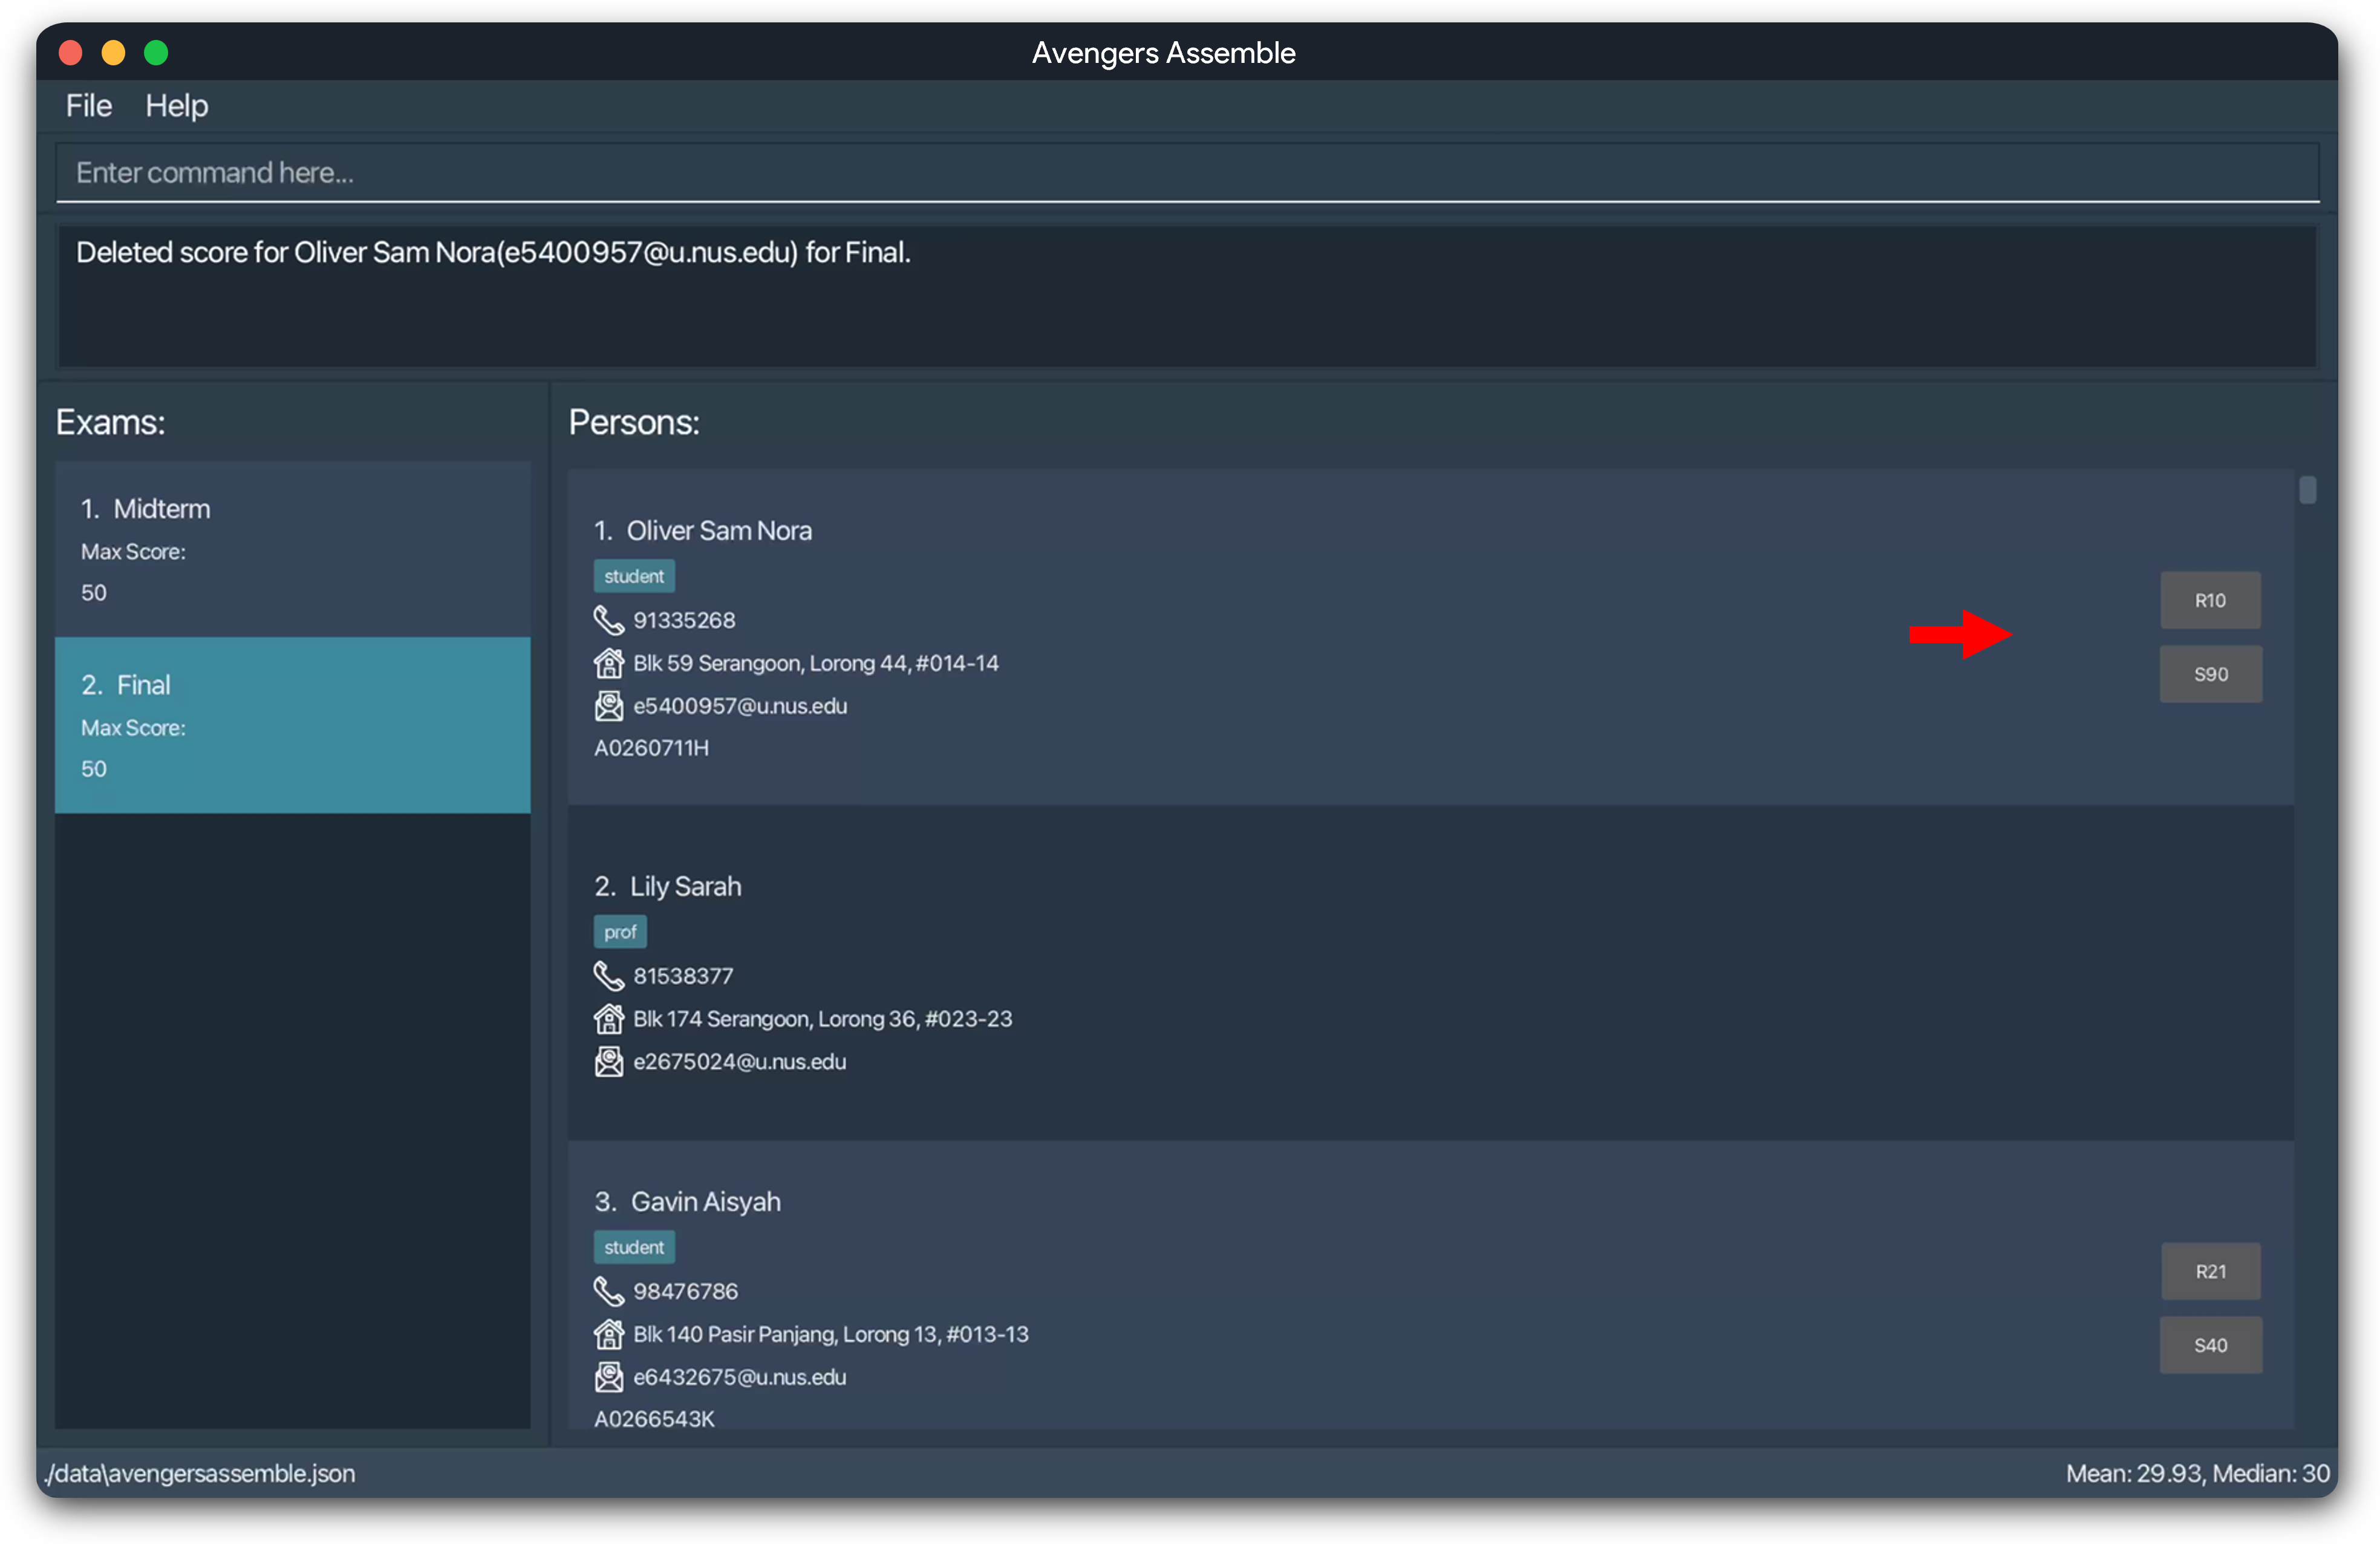 Avengers Assemble
File Help
Enter command here...
Deleted score for Oliver Sam Nora(e5400957@u.nus.edu) for Final.
Exams:
1. Midterm
Max Score:
50
2. Final
Max Score:
50
Persons:
1. Oliver Sam Nora
student
91335268
Blk 59 Serangoon, Lorong 44, #014-14
e5400957@u.nus.edu
A0260711H
R10
S90
2. Lily Sarah
prof
81538377
Blk 174 Serangoon, Lorong 36, #023-23
e2675024@u.nus.edu
3. Gavin Aisyah
student
98476786
Blk 140 Pasir Panjang, Lorong 13, #013-13
e6432675@u.nus.edu
A0266543K
R21
S40
./data\avengersassemble.json
Mean: 29.93, Median: 30